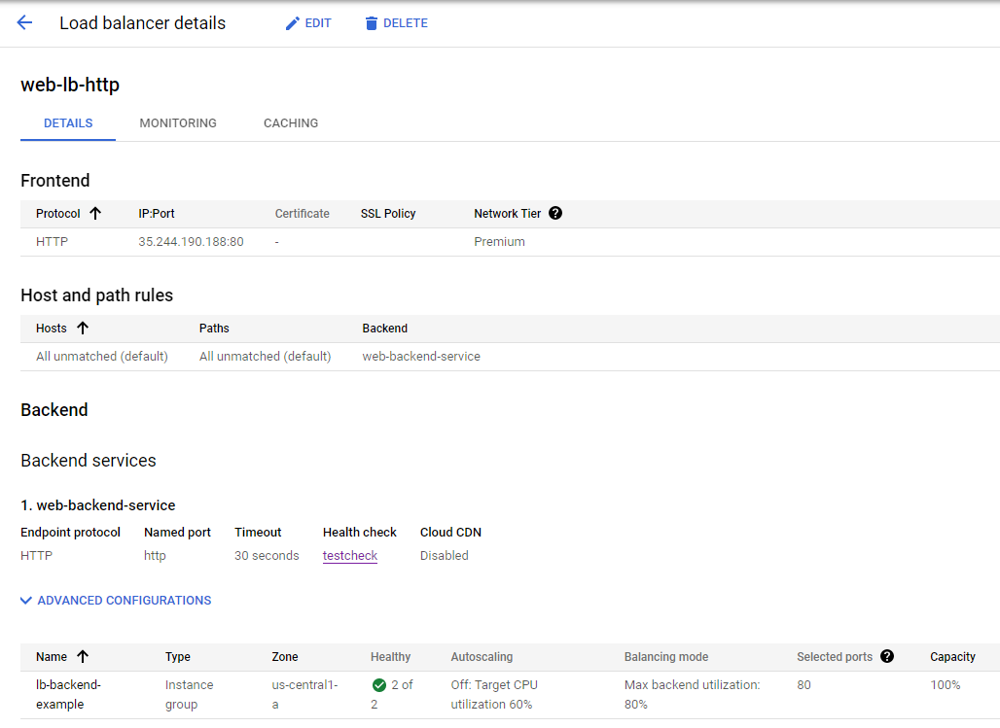 Load balancer details EDIT DELETE
web-lb-http
DETAILS MONITORING CACHING
Frontend
Protocol IP:Port Certificate SSL Policy Network Tier ?
HTTP 35.244.190.188:80 - Premium
Host and path rules
Hosts Paths Backend
All unmatched (default) All unmatched (default) web-backend-service
Backend
Backend services
1. web-backend-service
Endpoint protocol Named port Timeout Health check Cloud CDN
HTTP http 30 seconds testcheck Disabled
ADVANCED CONFIGURATIONS
Name Type Zone Healthy Autoscaling Balancing mode Selected ports ? Capacity
lb-backend- Instance us-central1- 2 of Off: Target CPU Max backend utilization: 80 100%
example group a 2 utilization 60% 80%